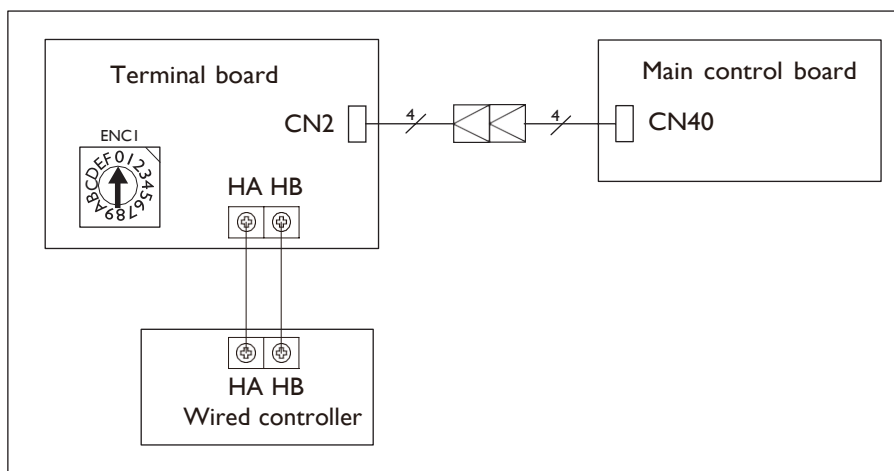 Terminal board
Main control board
ENC1
CN2
4
4
CN40
0123456789ABCDEF
HA HB
HA HB
Wired controller